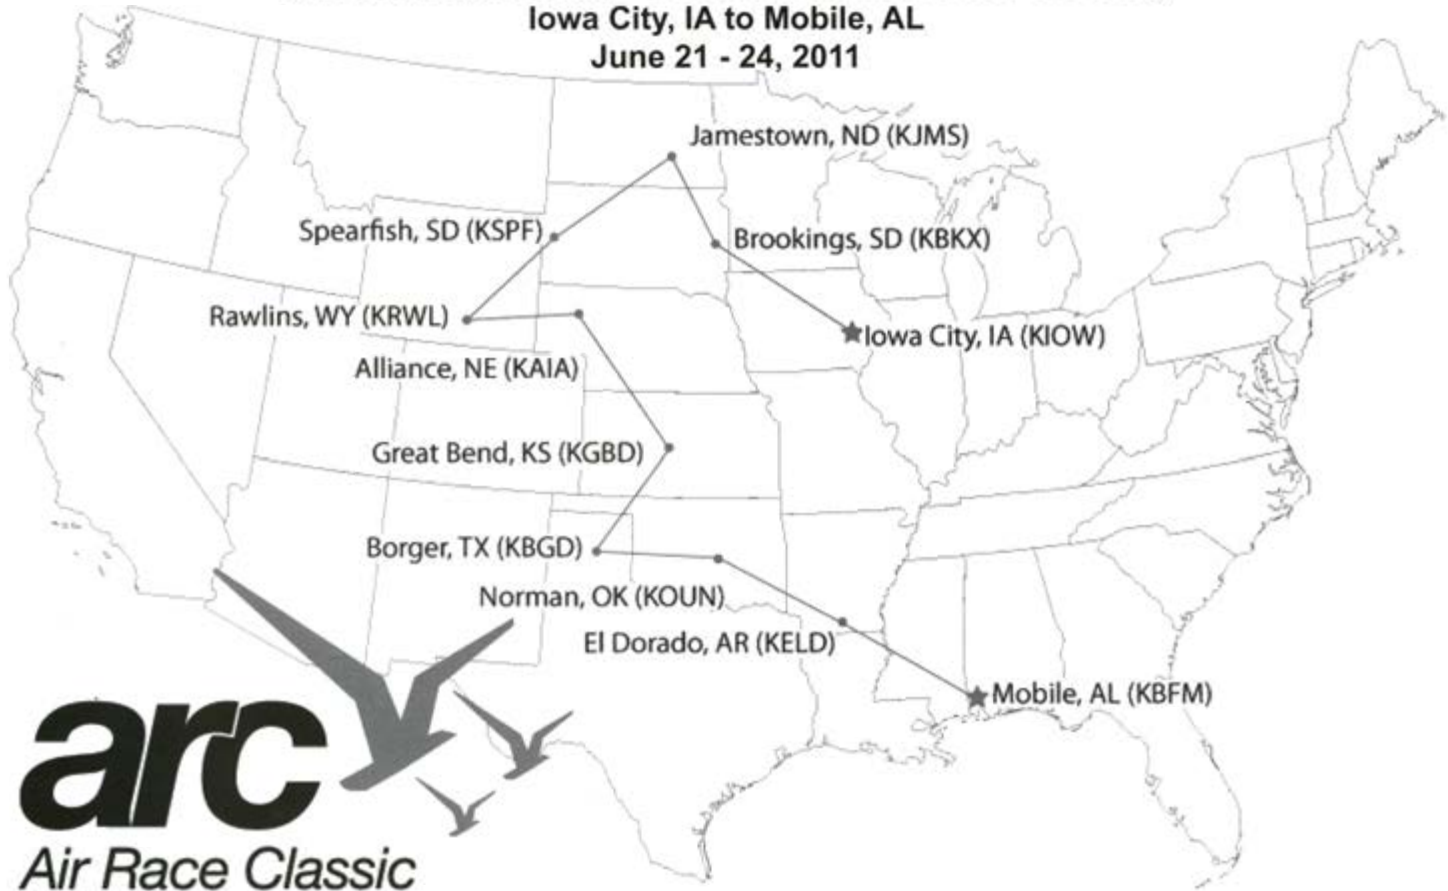 Iowa City, IA to Mobile, AL
June 21 - 24, 2011
Jamestown, ND (KJMS)
Spearfish, SD (KSPF)
Brookings, SD (KBKX)
Rawlins, WY (KRWL)
Iowa City, IA (KIOW)
Alliance, NE (KAIA)
Great Bend, KS (KGBD)
Borger, TX (KBGD)
Norman, OK (KOUN)
El Dorado, AR (KELD)
Mobile, AL (KBFM)
arc
Air Race Classic